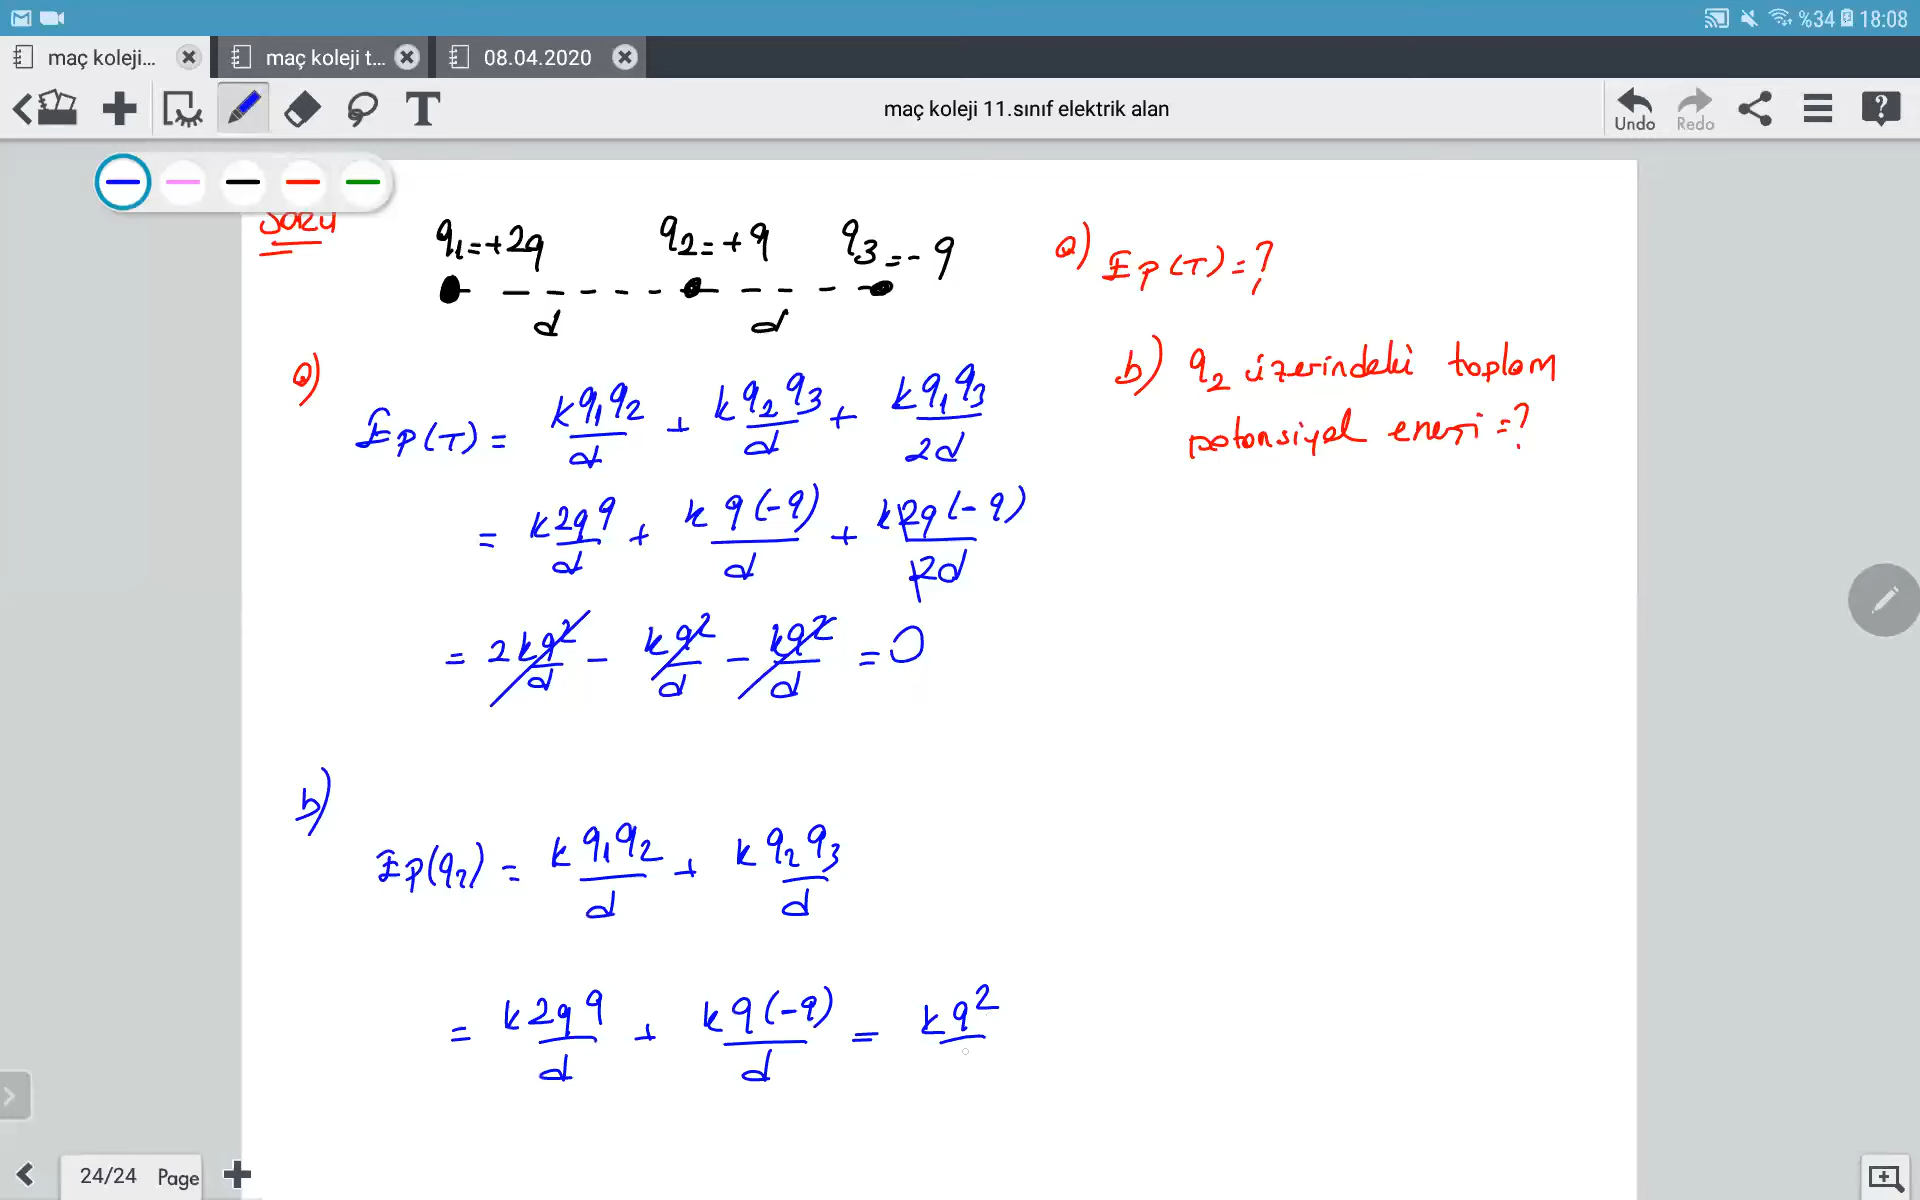 %34 18:08
maç koleji... maç koleji t... 08.04.2020
T maç koleji 11.sınıf elektrik alan Undo Redo
Soru
q₁=+2q q₂=+q q₃=-q
d d
a) Ep(T)=?
b) q₂ üzerindeki toplam
potansiyel enerji=?
a)
Ep(T) = kq₁q₂/d + kq₂q₃/d + kq₁q₃/2d
= k2qq/d + kq(-q)/d + k2q(-q)/2d
= 2kq²/d - kq²/d - kq²/d = 0
b)
Ep(q₂) = kq₁q₂/d + kq₂q₃/d
= k2qq/d + kq(-q)/d = kq²
24/24 Page